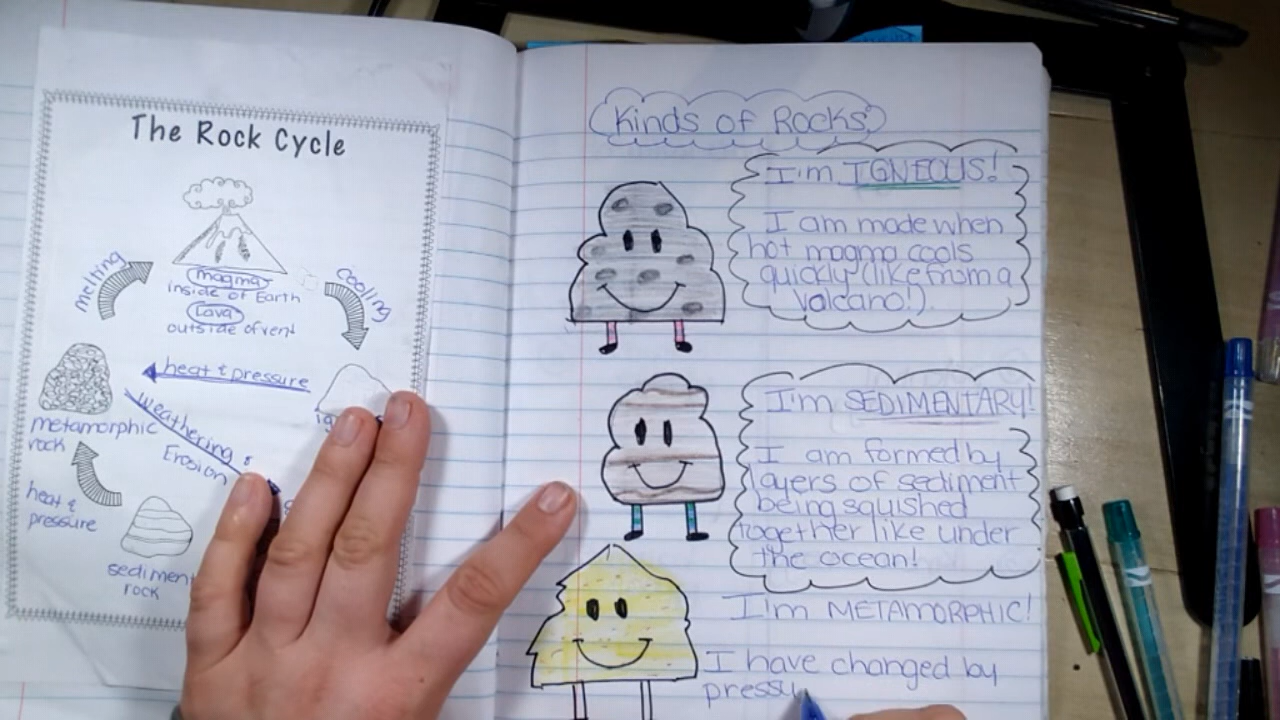 The Rock Cycle
melting
cooling
magma
inside of Earth
lava
outside of vent
heat & pressure
weathering &
Erosion
metamorphic
rock
heat &
pressure
rock
Kinds of Rocks:
I'm IGNEOUS!
I am made when
hot magma cools
quickly (like from a
volcano!).
I'm SEDIMENTARY!
I am formed by
layers of sediment
being squished
together like under
the ocean!
I'm METAMORPHIC!
I have changed by
pressu